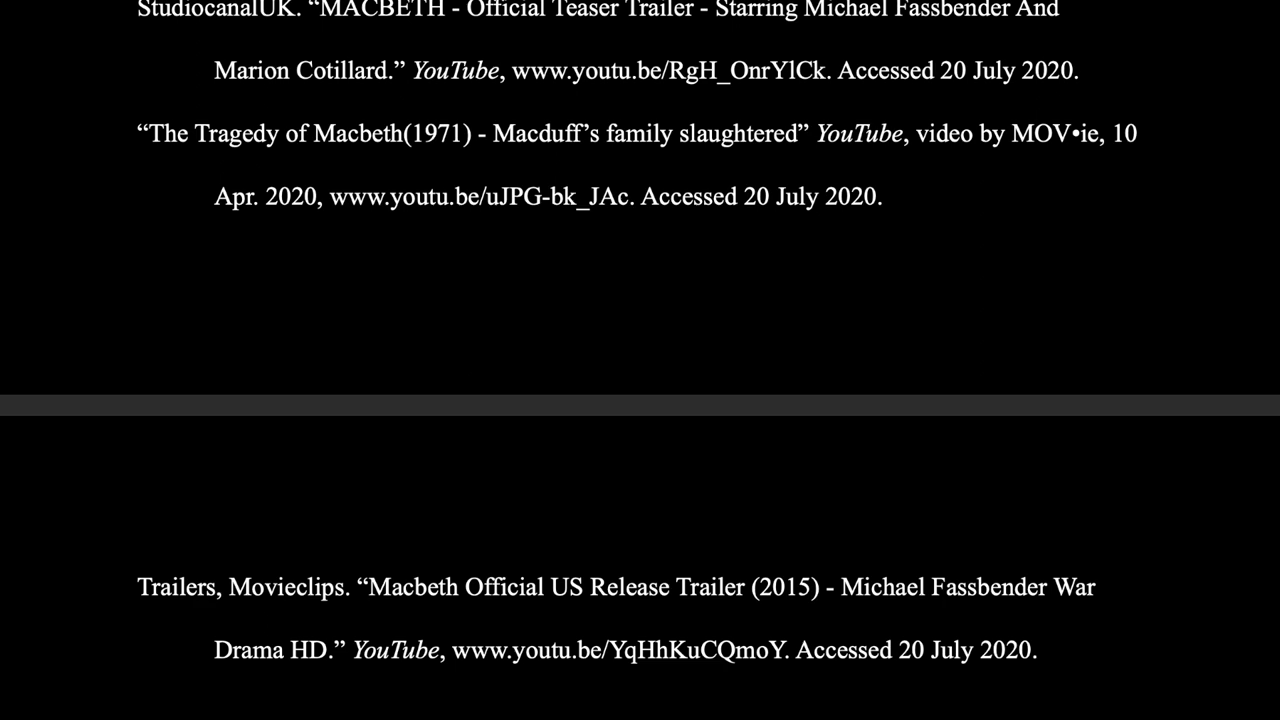 StudiocanalUK. “MACBETH - Official Teaser Trailer - Starring Michael Fassbender And
Marion Cotillard.” YouTube, www.youtu.be/RgH_OnrYlCk. Accessed 20 July 2020.
“The Tragedy of Macbeth(1971) - Macduff’s family slaughtered” YouTube, video by MOV•ie, 10
Apr. 2020, www.youtu.be/uJPG-bk_JAc. Accessed 20 July 2020.
Trailers, Movieclips. “Macbeth Official US Release Trailer (2015) - Michael Fassbender War
Drama HD.” YouTube, www.youtu.be/YqHhKuCQmoY. Accessed 20 July 2020.